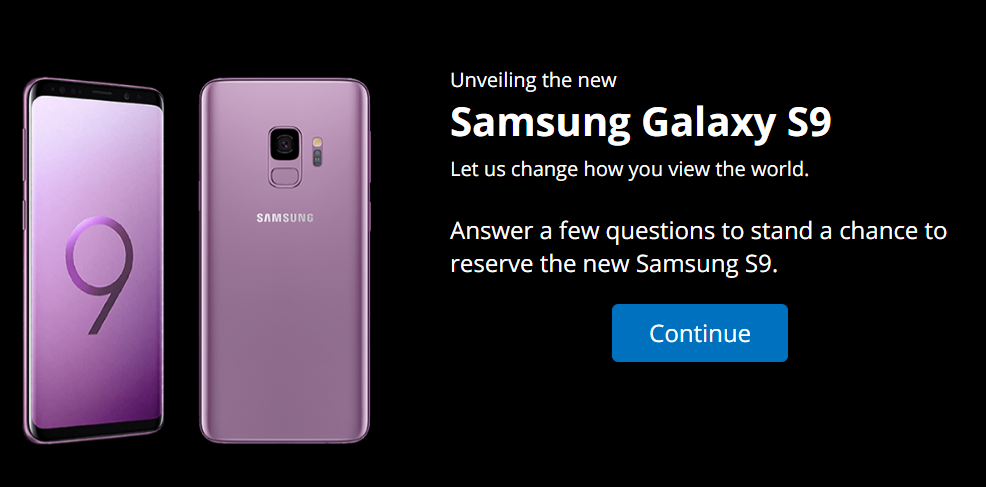 Unveiling the new
Samsung Galaxy S9
Let us change how you view the world.
Answer a few questions to stand a chance to
reserve the new Samsung S9.
Continue
9
SAMSUNG